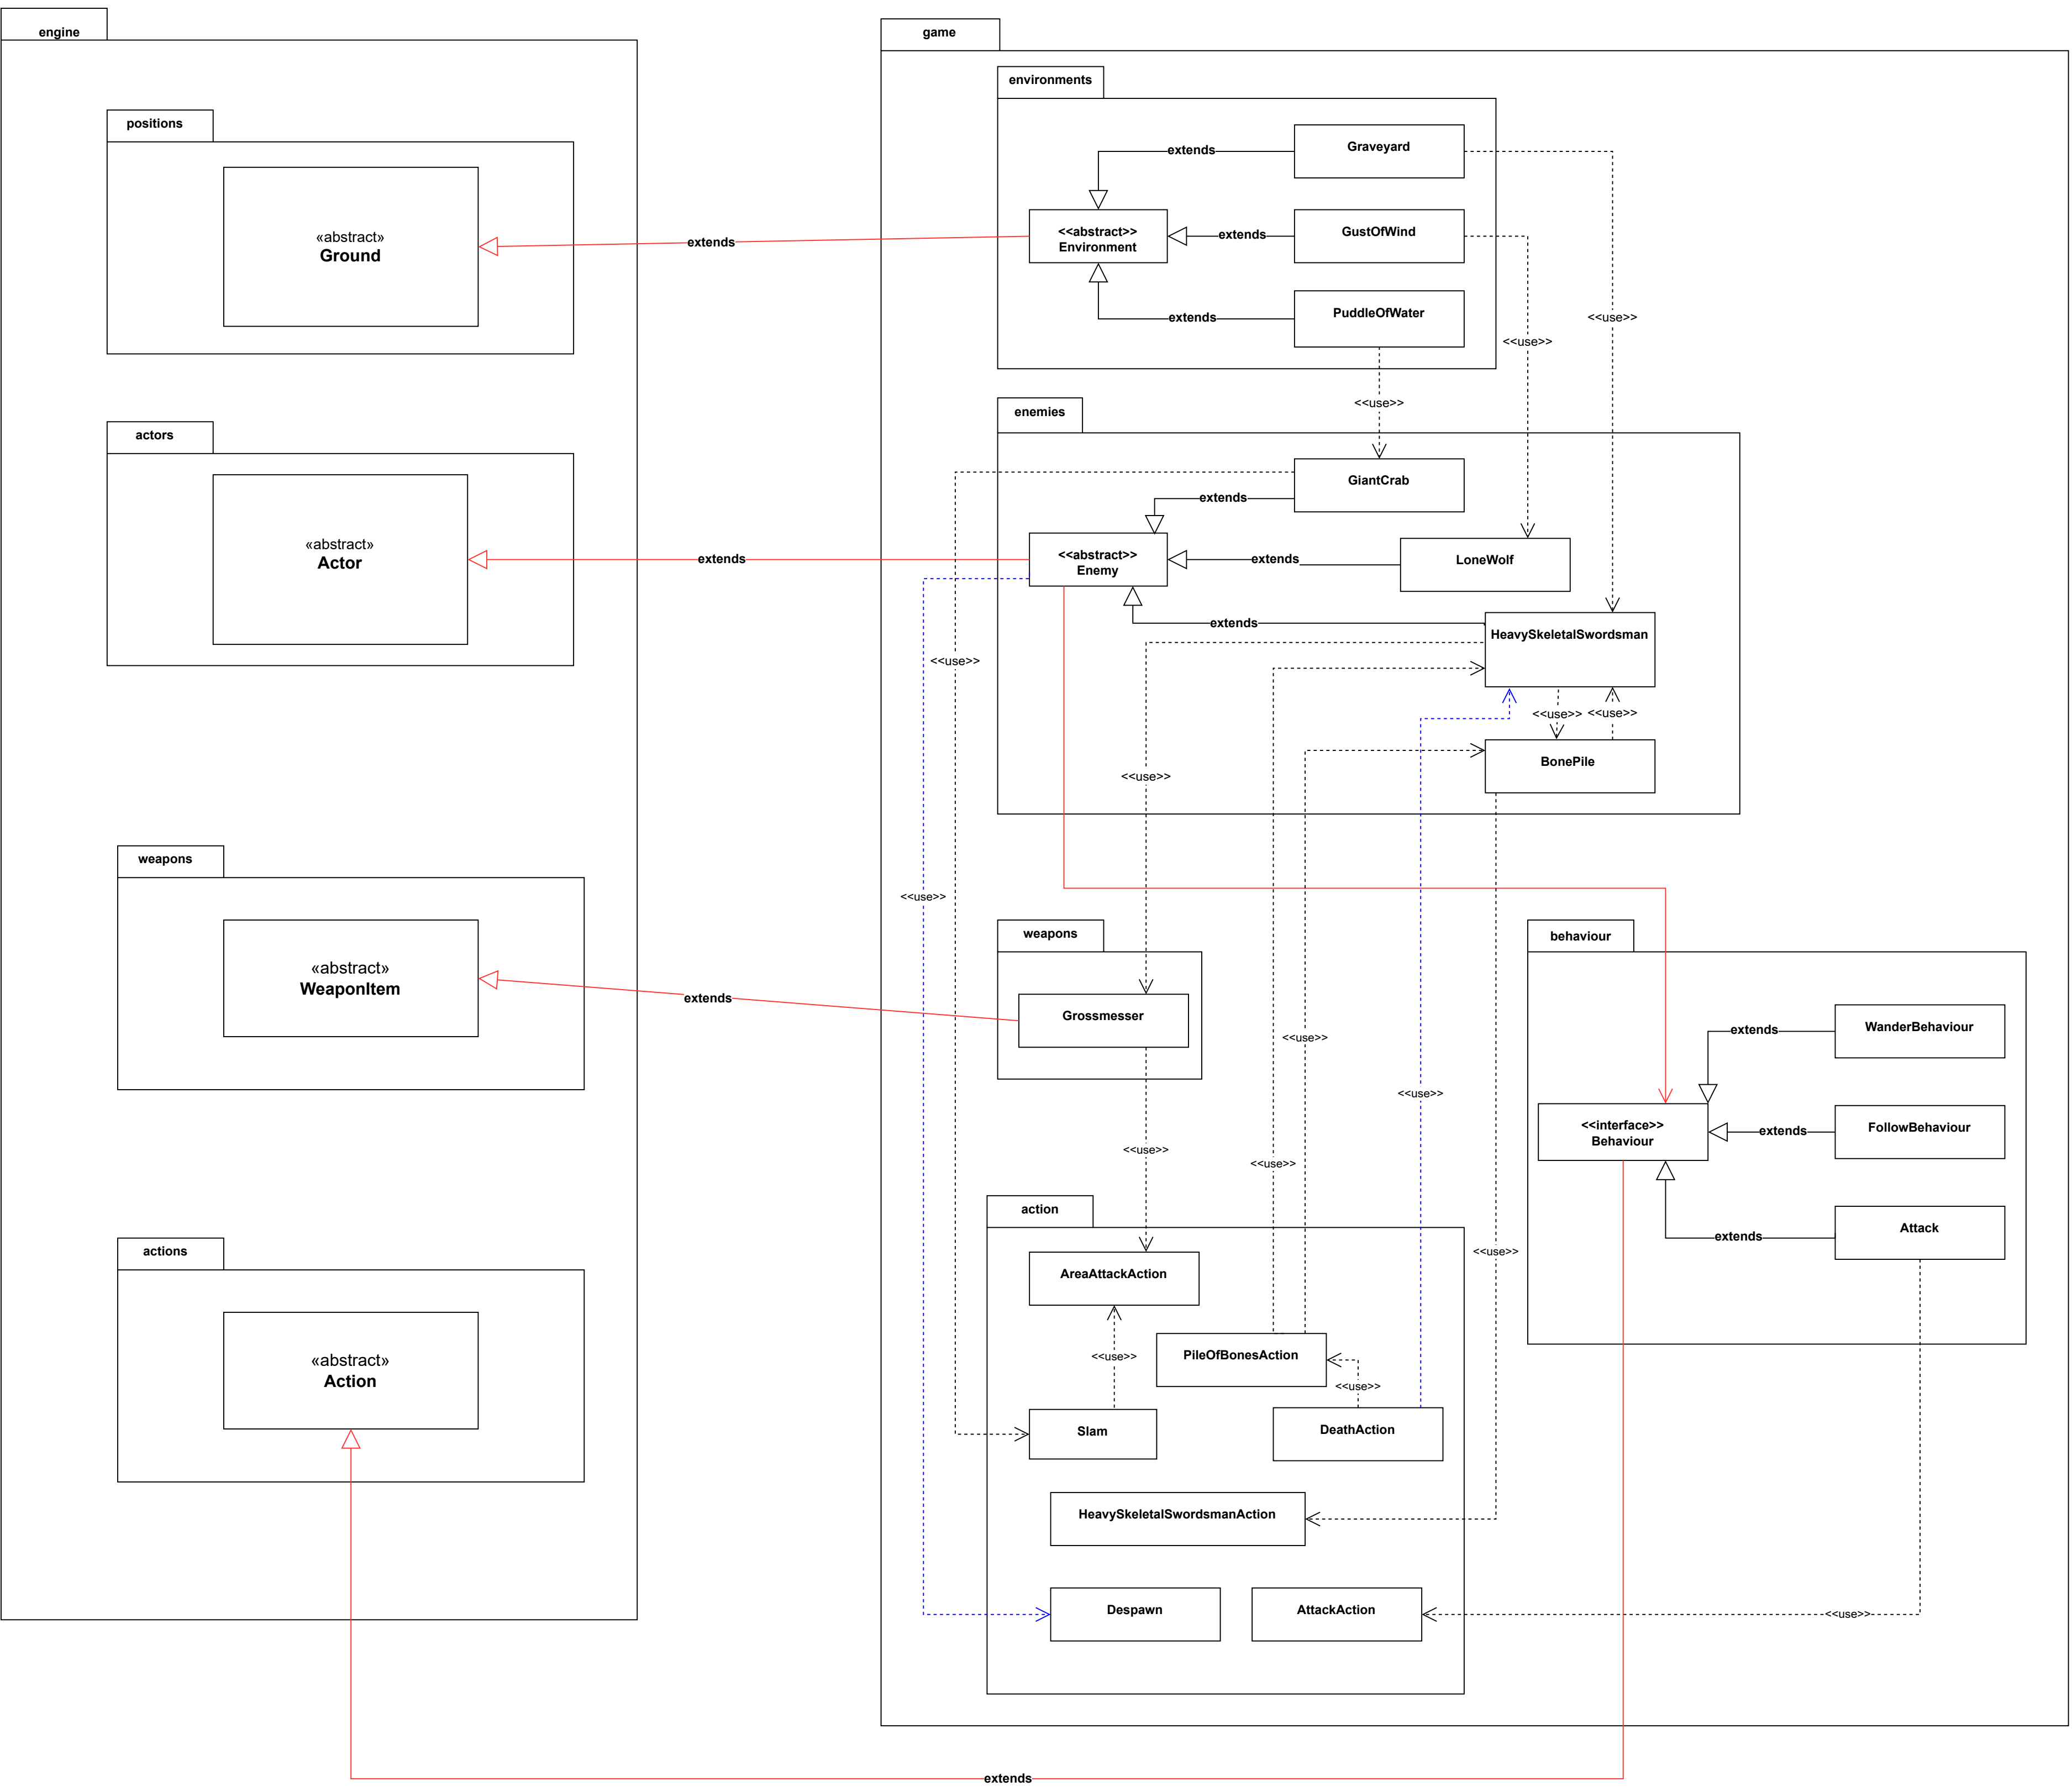 engine
game
environments
positions
Graveyard
extends
«abstract»
Ground
<<abstract>>
Environment
extends
GustOfWind
extends
PuddleOfWater
extends
<<use>>
<<use>>
<<use>>
enemies
actors
GiantCrab
extends
«abstract»
Actor
extends
<<abstract>>
Enemy
extends
LoneWolf
extends
HeavySkeletalSwordsman
<<use>>
<<use>>
<<use>>
BonePile
<<use>>
weapons
<<use>>
weapons
behaviour
«abstract»
WeaponItem
extends
Grossmesser
WanderBehaviour
extends
<<use>>
<<use>>
<<interface>>
Behaviour
extends
FollowBehaviour
<<use>>
<<use>>
action
extends
Attack
actions
<<use>>
AreaAttackAction
«abstract»
Action
<<use>>
PileOfBonesAction
<<use>>
Slam
DeathAction
HeavySkeletalSwordsmanAction
Despawn
AttackAction
<<use>>
extends